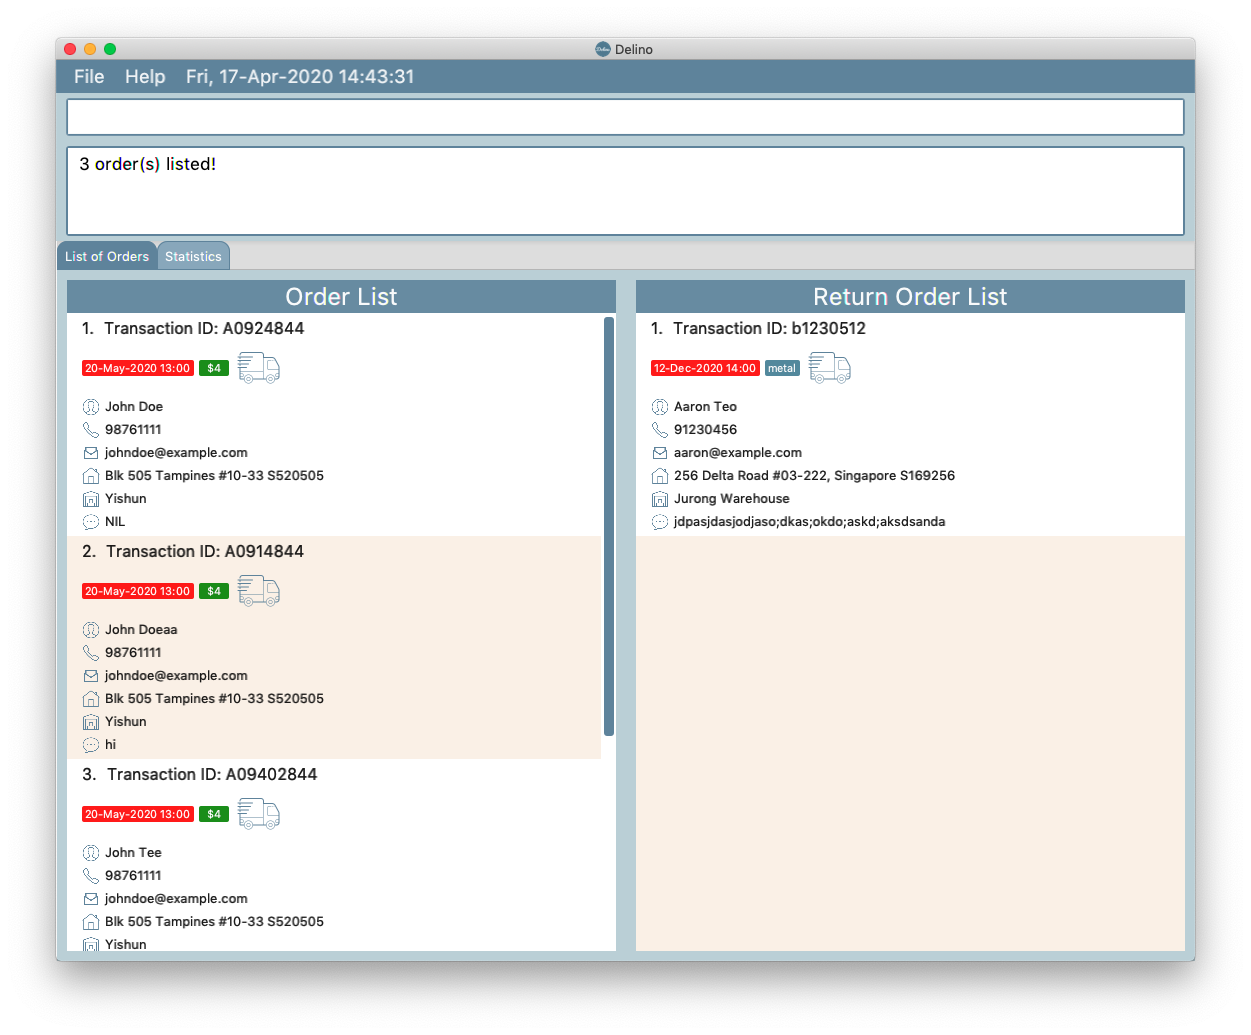 Delino
File Help Fri, 17-Apr-2020 14:43:31
3 order(s) listed!
List of Orders Statistics
Order List
1. Transaction ID: A0924844
20-May-2020 13:00 $4
John Doe
98761111
johndoe@example.com
Blk 505 Tampines #10-33 S520505
Yishun
NIL
2. Transaction ID: A0914844
20-May-2020 13:00 $4
John Doeaa
98761111
johndoe@example.com
Blk 505 Tampines #10-33 S520505
Yishun
hi
3. Transaction ID: A09402844
20-May-2020 13:00 $4
John Tee
98761111
johndoe@example.com
Blk 505 Tampines #10-33 S520505
Yishun
Return Order List
1. Transaction ID: b1230512
12-Dec-2020 14:00 metal
Aaron Teo
91230456
aaron@example.com
256 Delta Road #03-222, Singapore S169256
Jurong Warehouse
jdpasjdasjodjaso;dkas;okdo;askd;aksdsanda